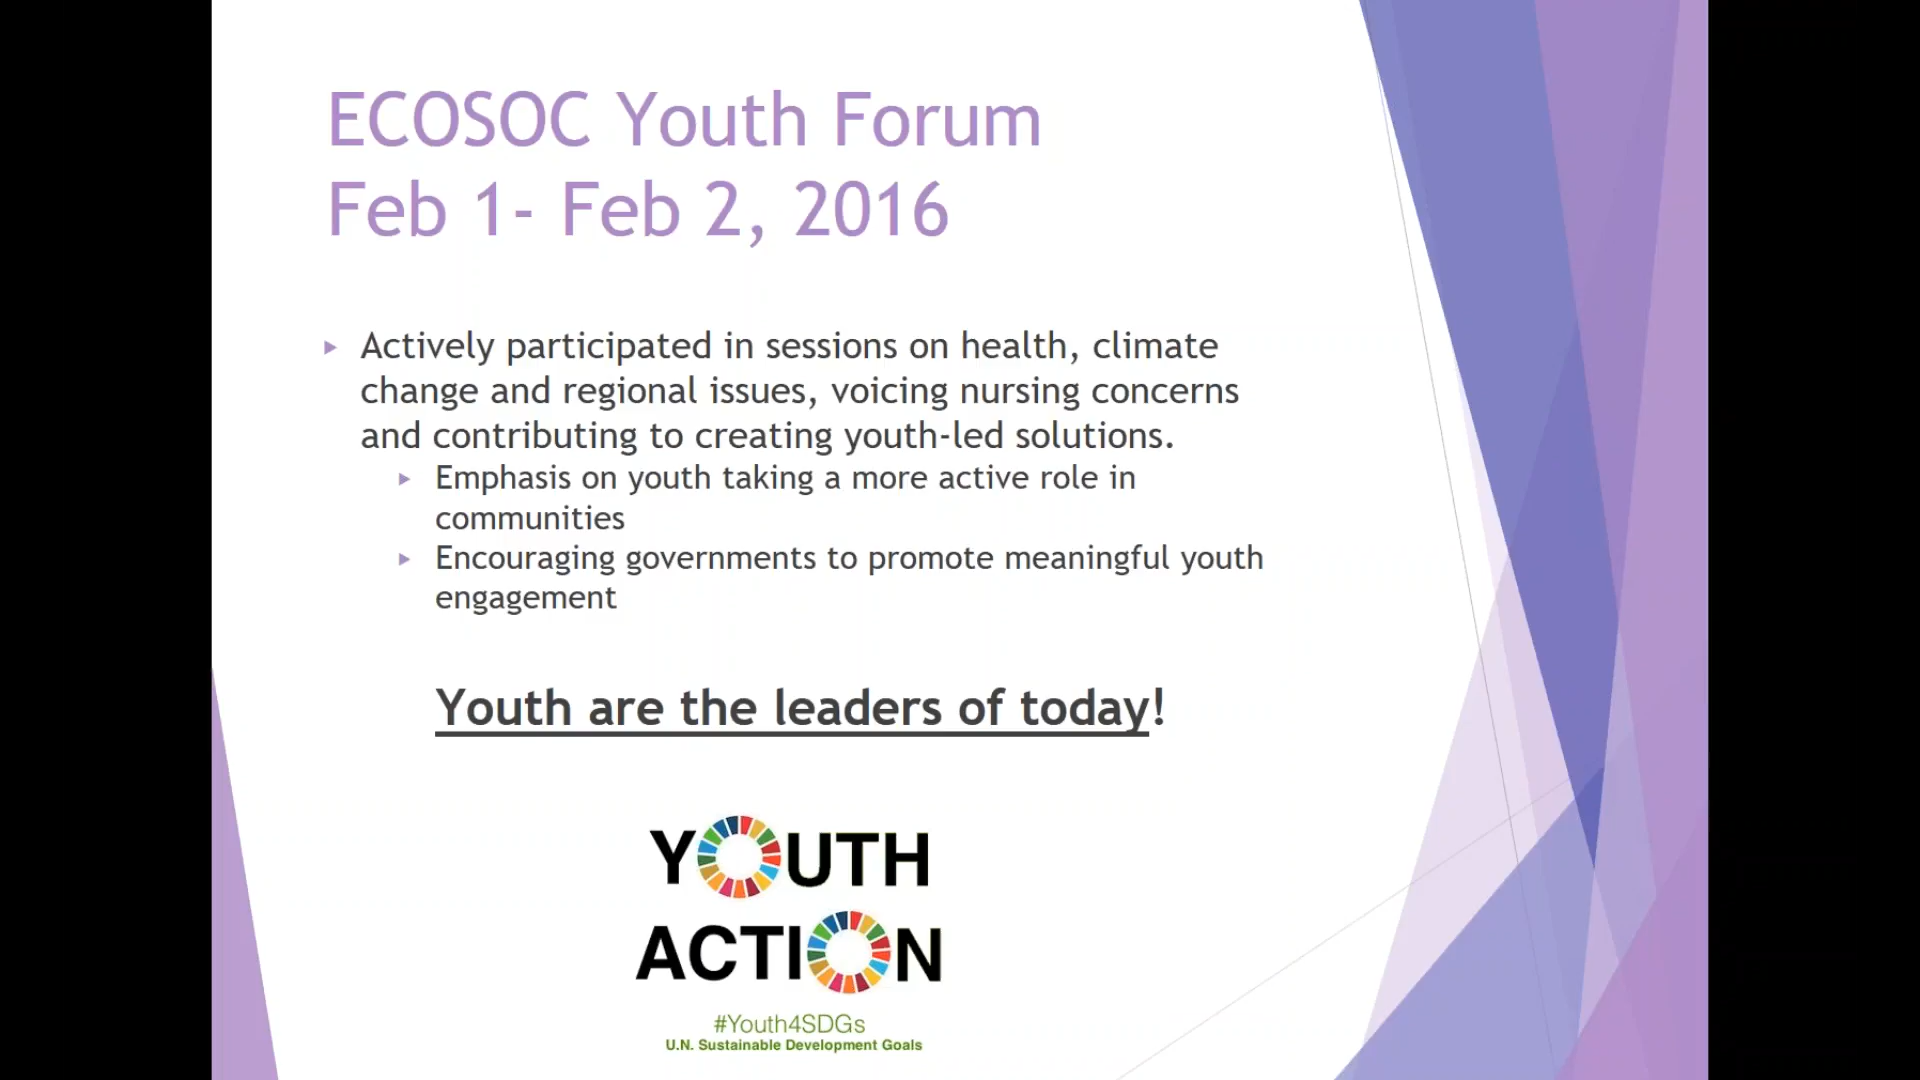 ECOSOC Youth Forum
Feb 1- Feb 2, 2016
Actively participated in sessions on health, climate
change and regional issues, voicing nursing concerns
and contributing to creating youth-led solutions.
Emphasis on youth taking a more active role in
communities
Encouraging governments to promote meaningful youth
engagement
Youth are the leaders of today!
YOUTH
ACTION
#Youth4SDGs
U.N. Sustainable Development Goals